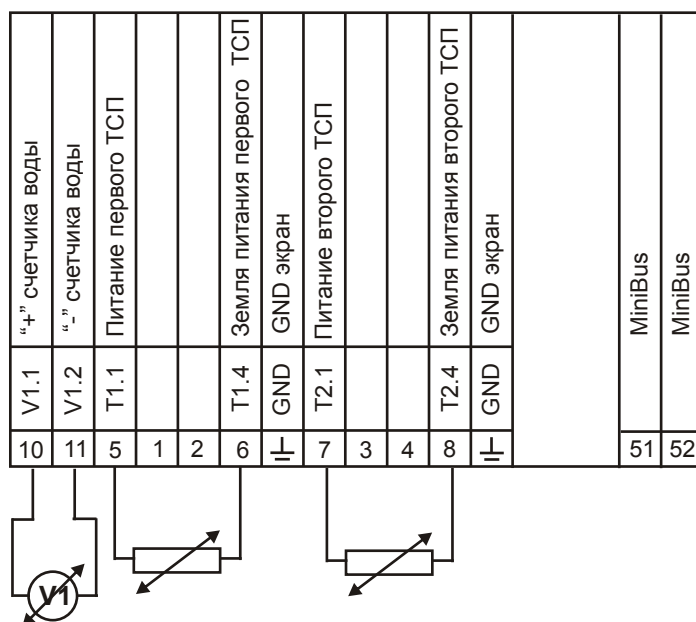 “+” счетчика воды
“-” счетчика воды
Питание первого ТСП
Земля питания первого ТСП
GND экран
Питание второго ТСП
Земля питания второго ТСП
GND экран
MiniBus
MiniBus
V1.1
V1.2
T1.1
T1.4
GND
T2.1
T2.4
GND
10 11 5 1 2 6 7 3 4 8 51 52
V1